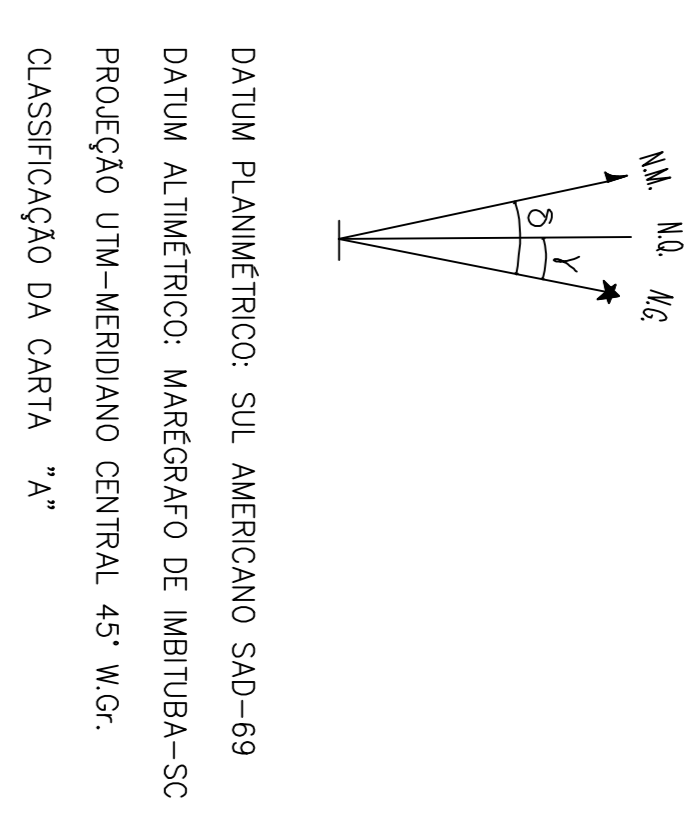 N.M.
N.Q.
N.G.
δ
γ
DATUM PLANIMÉTRICO: SUL AMERICANO SAD-69
DATUM ALTIMÉTRICO: MARÉGRAFO DE IMBITUBA-SC
PROJEÇÃO UTM-MERIDIANO CENTRAL 45° W.Gr.
CLASSIFICAÇÃO DA CARTA "A"